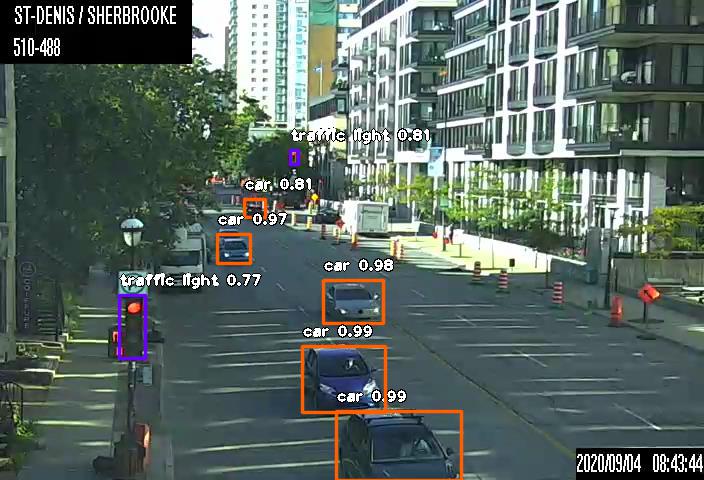 ST-DENIS / SHERBROOKE
510-488
traffic light 0.81
car 0.81
car 0.97
car 0.98
traffic light 0.77
car 0.99
car 0.99
2020/09/04 08:43:44